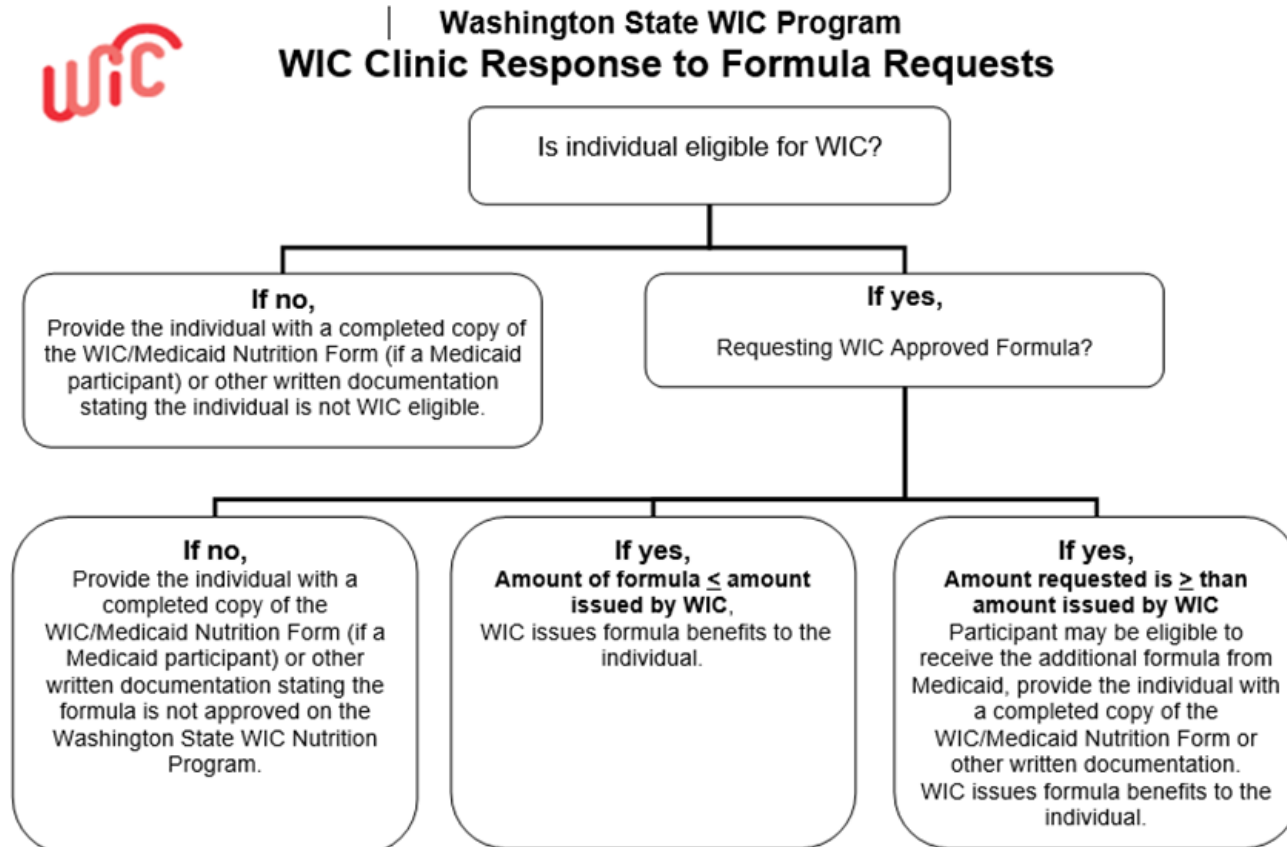 WiC
Washington State WIC Program
WIC Clinic Response to Formula Requests
Is individual eligible for WIC?
If no,
Provide the individual with a completed copy of
the WIC/Medicaid Nutrition Form (if a Medicaid
participant) or other written documentation
stating the individual is not WIC eligible.
If yes,
Requesting WIC Approved Formula?
If no,
Provide the individual with a
completed copy of the
WIC/Medicaid Nutrition Form (if a
Medicaid participant) or other
written documentation stating the
formula is not approved on the
Washington State WIC Nutrition
Program.
If yes,
Amount of formula ≤ amount
issued by WIC,
WIC issues formula benefits to the
individual.
If yes,
Amount requested is ≥ than
amount issued by WIC
Participant may be eligible to
receive the additional formula from
Medicaid, provide the individual with
a completed copy of the
WIC/Medicaid Nutrition Form or
other written documentation.
WIC issues formula benefits to the
individual.